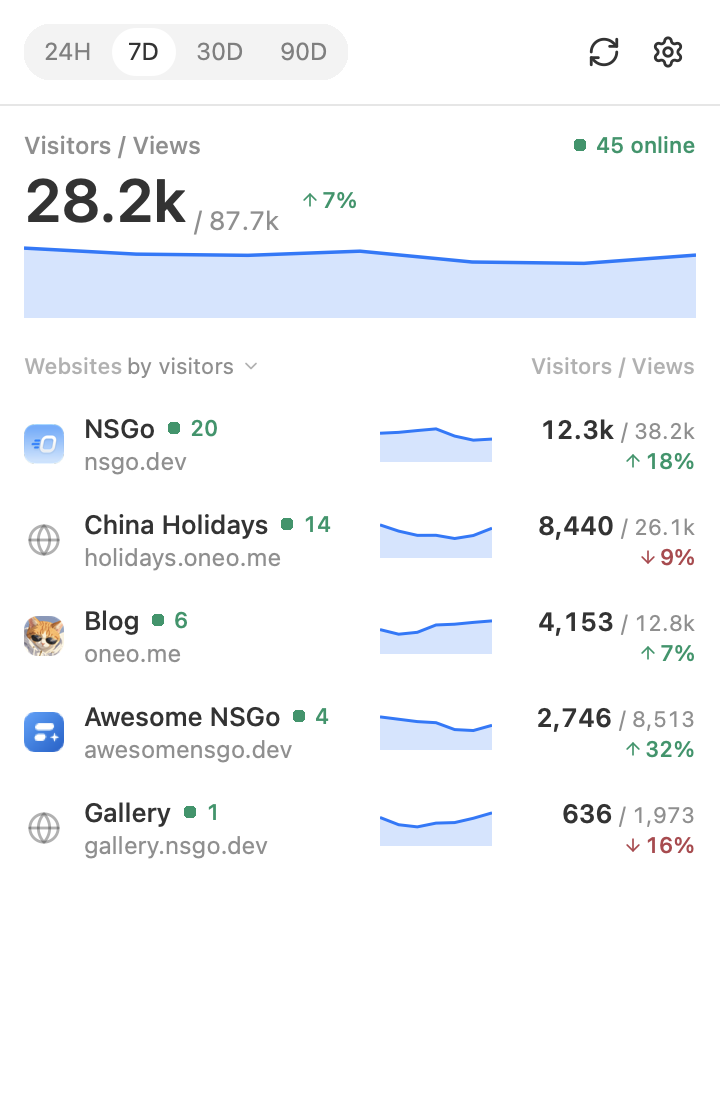 24H 7D 30D 90D
Visitors / Views 45 online
28.2k / 87.7k ↑ 7%
Websites by visitors Visitors / Views
NSGo 20 12.3k / 38.2k
nsgo.dev ↑ 18%
China Holidays 14 8,440 / 26.1k
holidays.oneo.me ↓ 9%
Blog 6 4,153 / 12.8k
oneo.me ↑ 7%
Awesome NSGo 4 2,746 / 8,513
awesomensgo.dev ↑ 32%
Gallery 1 636 / 1,973
gallery.nsgo.dev ↓ 16%